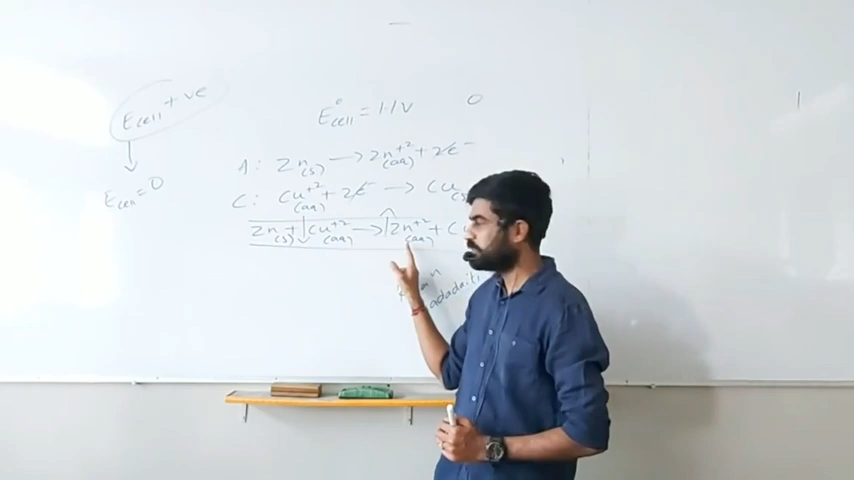 Ecell +ve
E°cell = 1.1V 0
A: Zn(s) → Zn+2(aq) + 2e-
Ecell = 0
C: Cu+2(aq) + 2e- → Cu(s
Zn(s) + Cu+2(aq) → Zn+2(aq) + C